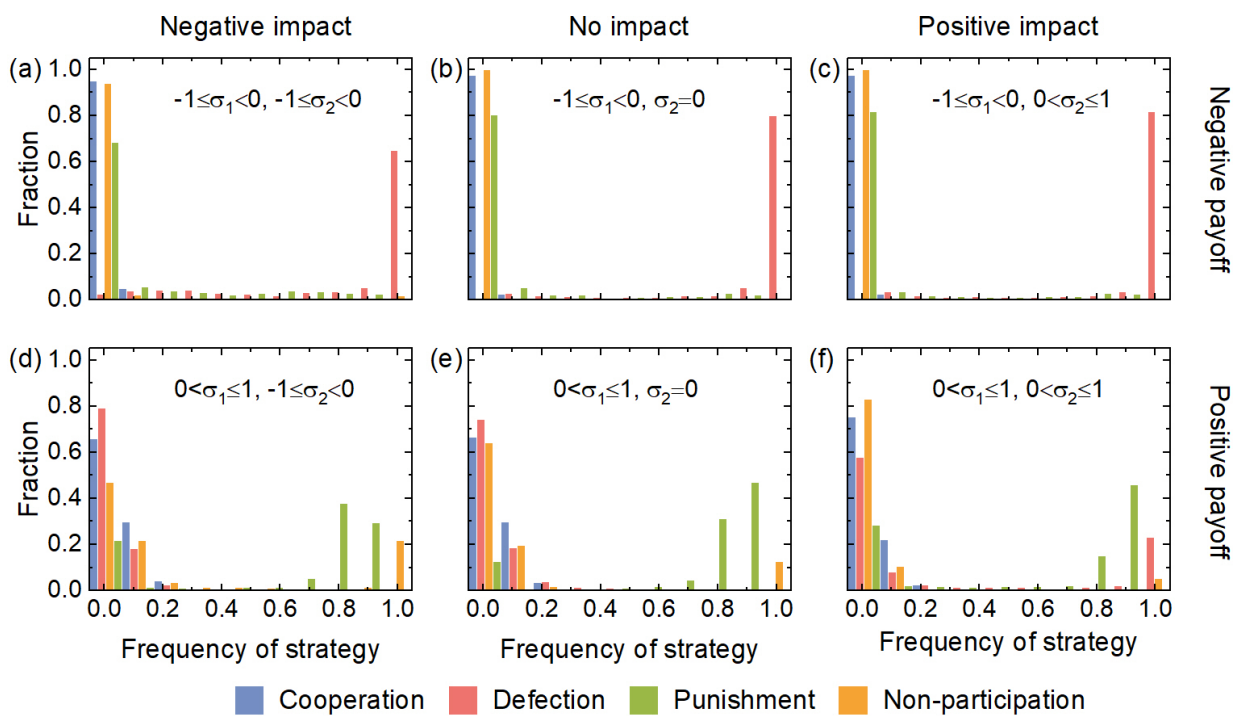 Negative impact No impact Positive impact
(a) (b) (c)
-1≤σ1<0, -1≤σ2<0 -1≤σ1<0, σ2=0 -1≤σ1<0, 0<σ2≤1
1.0
0.8
0.6
0.4
0.2
0.0
Fraction
Negative payoff
(d) (e) (f)
0<σ1≤1, -1≤σ2<0 0<σ1≤1, σ2=0 0<σ1≤1, 0<σ2≤1
1.0
0.8
0.6
0.4
0.2
0.0
Fraction
Positive payoff
0.0 0.2 0.4 0.6 0.8 1.0 0.0 0.2 0.4 0.6 0.8 1.0 0.0 0.2 0.4 0.6 0.8 1.0
Frequency of strategy Frequency of strategy Frequency of strategy
Cooperation Defection Punishment Non-participation